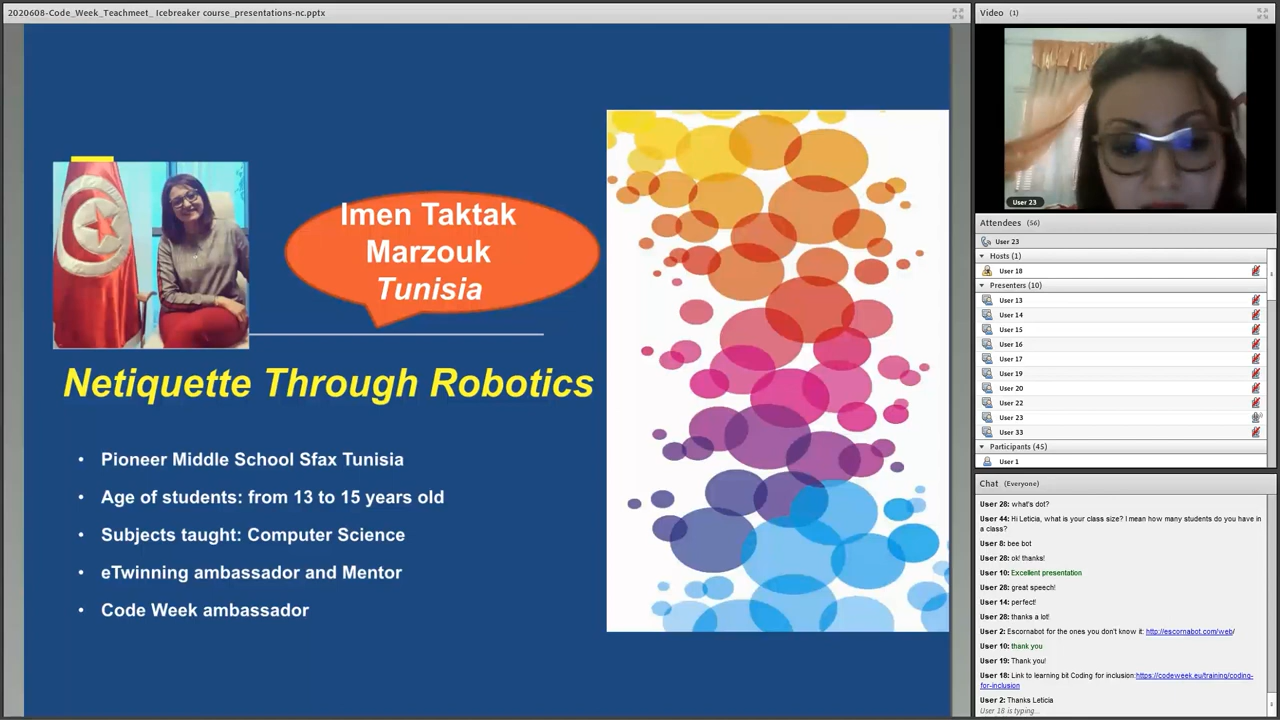 2020608-Code_Week_Teachmeet_ Icebreaker course_presentations-nc.pptx
Imen Taktak
Marzouk
Tunisia
Netiquette Through Robotics
• Pioneer Middle School Sfax Tunisia
• Age of students: from 13 to 15 years old
• Subjects taught: Computer Science
• eTwinning ambassador and Mentor
• Code Week ambassador
Video (1)
User 23
Attendees (56)
User 23
Hosts (1)
User 18
Presenters (10)
User 13
User 14
User 15
User 16
User 17
User 19
User 20
User 22
User 23
User 33
Participants (45)
User 1
Chat (Everyone)
User 28: what's dot?
User 44: Hi Leticia, what is your class size? I mean how many students do you have in
a class?
User 8: bee bot
User 28: ok! thanks!
User 10: Excellent presentation
User 28: great speech!
User 14: perfect!
User 28: thanks a lot!
User 2: Escornabot for the ones you don't know it: http://escornabot.com/web/
User 10: thank you
User 19: Thank you!
User 18: Link to learning bit Coding for inclusion:https://codeweek.eu/training/coding-
for-inclusion
User 2: Thanks Leticia
User 18 is typing...